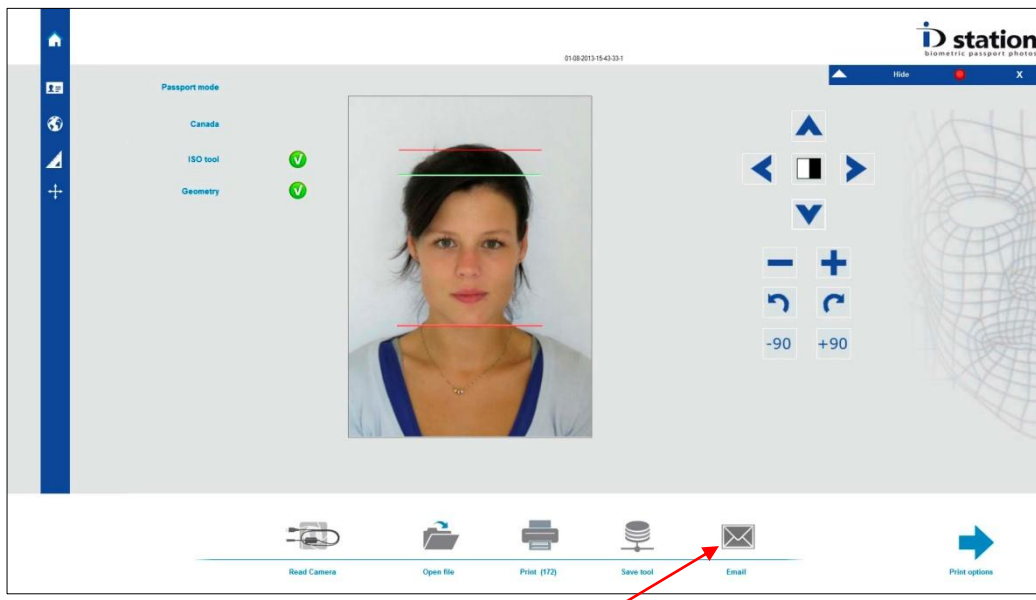 iD station
biometric passport photos
01-08-2013-15-43-33-1
Hide X
Passport mode
Canada
ISO tool
Geometry
-90 +90
Read Camera Open file Print (172) Save tool Email Print options